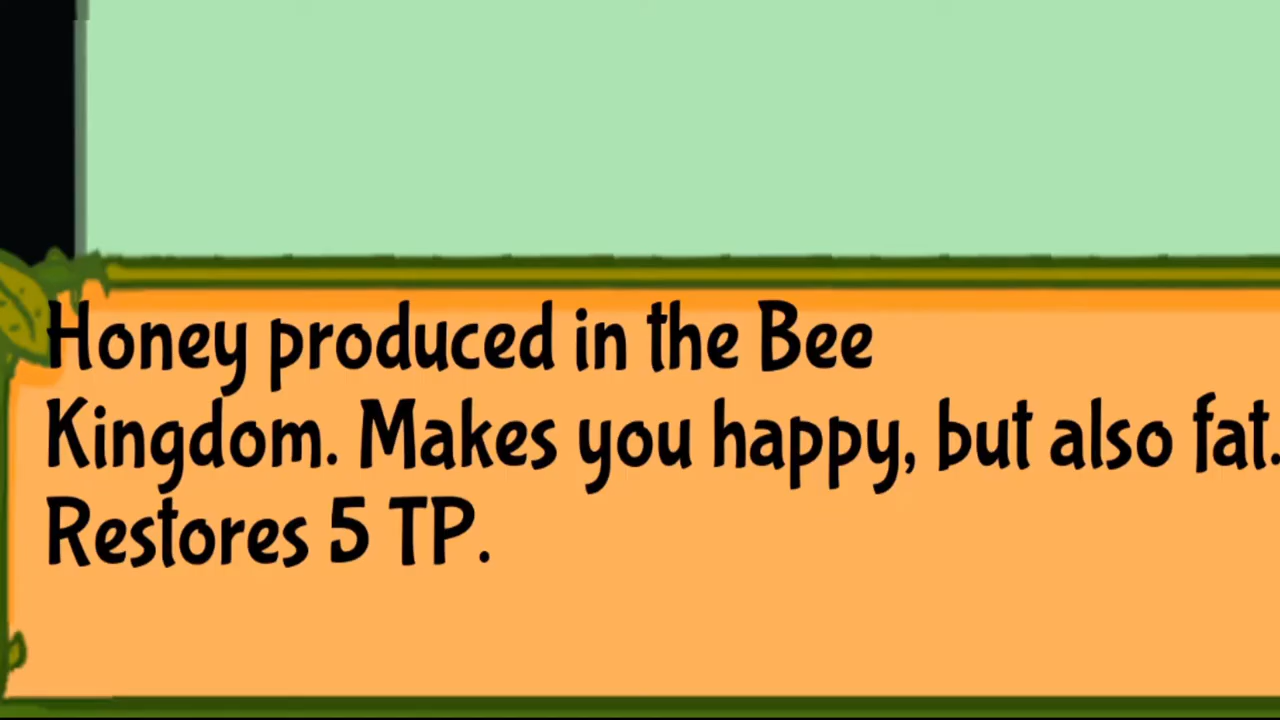 Honey produced in the Bee
Kingdom. Makes you happy, but also fat.
Restores 5 TP.